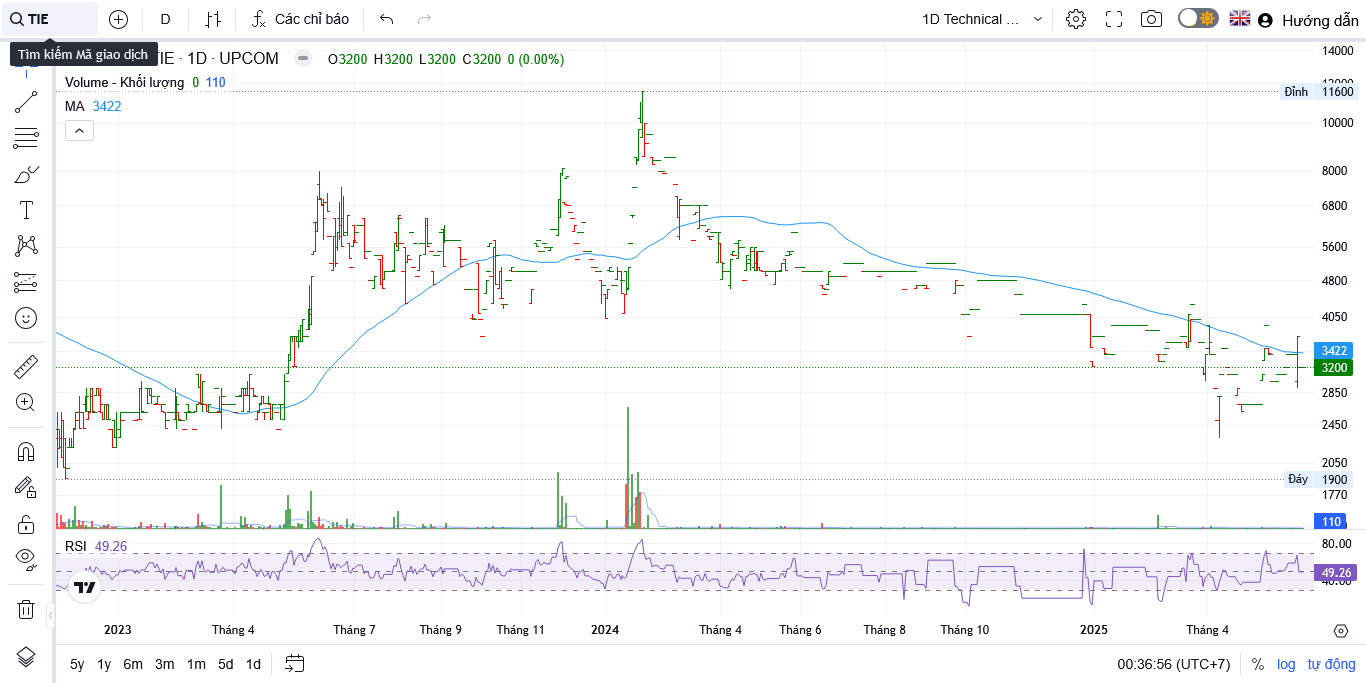 TIE
D
Các chỉ báo
1D Technical ...
Hướng dẫn
Tìm kiếm Mã giao dịch
TIE · 1D · UPCOM
O3200 H3200 L3200 C3200 0 (0.00%)
Volume - Khối lượng 0 110
MA 3422
14000
12000
Đỉnh 11600
10000
8000
6800
5600
4800
4050
3422
3200
2850
2450
2050
Đáy 1900
1770
110
RSI 49.26
80.00
49.26
40.00
2023 Tháng 4 Tháng 7 Tháng 9 Tháng 11 2024 Tháng 4 Tháng 6 Tháng 8 Tháng 10 2025 Tháng 4
5y 1y 6m 3m 1m 5d 1d
00:36:56 (UTC+7) % log tự động